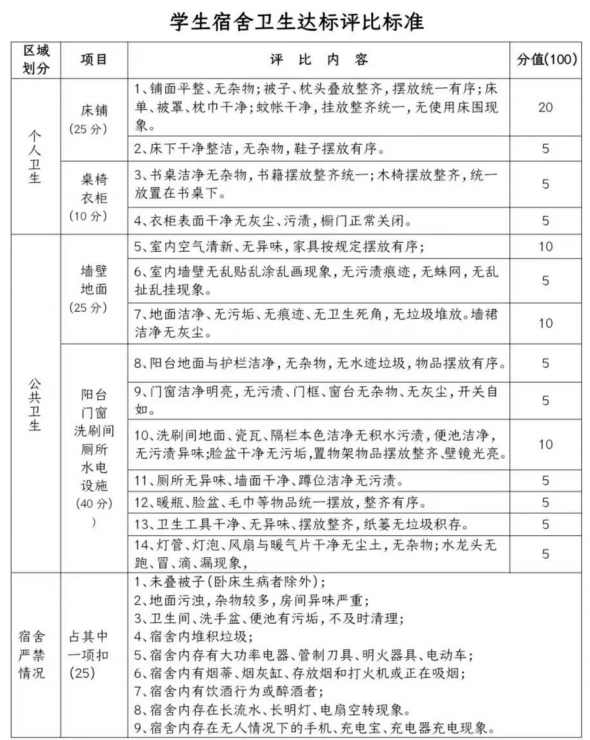 学生宿舍卫生达标评比标准
区域划分 项目 评 比 内 容 分值(100)
个人卫生
床铺
(25分)
1、铺面平整、无杂物；被子、枕头叠放整齐，摆放统一有序；床
单、被罩、枕巾干净；蚊帐干净，挂放整齐统一，无使用床围现
象。
20
2、床下干净整洁，无杂物，鞋子摆放有序。 5
桌椅
衣柜
(10分)
3、书桌洁净无杂物，书籍摆放整齐统一；木椅摆放整齐，统一
放置在书桌下。
5
4、衣柜表面干净无灰尘、污渍，橱门正常关闭。 5
公共卫生
墙壁
地面
(25分)
5、室内空气清新、无异味，家具按规定摆放有序； 10
6、室内墙壁无乱贴乱涂乱画现象，无污渍痕迹，无蛛网，无乱
扯乱挂现象。
5
7、地面洁净、无污垢、无痕迹、无卫生死角，无垃圾堆放。墙裙
洁净无灰尘。
10
阳台
门窗
洗刷间
厕所
水电
设施
(40分)
)
8、阳台地面与护栏洁净，无杂物，无水迹垃圾，物品摆放有序。 5
9、门窗洁净明亮，无污渍、门框、窗台无杂物、无灰尘，开关自
如。
5
10、洗刷间地面、瓷瓦、隔栏本色洁净无积水污渍，便池洁净，
无污渍异味；脸盆干净无污垢，置物架物品摆放整齐、壁镜光亮。
10
11、厕所无异味、墙面干净、蹲位洁净无污渍。 5
12、暖瓶、脸盆、毛巾等物品统一摆放，整齐有序。 5
13、卫生工具干净、无异味、摆放整齐，纸篓无垃圾积存。 5
14、灯管、灯泡、风扇与暖气片干净无尘土，无杂物；水龙头无
跑、冒、滴、漏现象，
5
宿舍
严禁
情况
占其中
一项扣
(25)
1、未叠被子(卧床生病者除外)；
2、地面污浊，杂物较多，房间异味严重；
3、卫生间、洗手盆、便池有污垢，不及时清理；
4、宿舍内堆积垃圾；
5、宿舍内存有大功率电器、管制刀具、明火器具、电动车；
6、宿舍内有烟蒂、烟灰缸、存放烟和打火机或正在吸烟；
7、宿舍内有饮酒行为或醉酒者；
8、宿舍内存在长流水、长明灯、电扇空转现象。
9、宿舍内存在无人情况下的手机、充电宝、充电器充电现象。